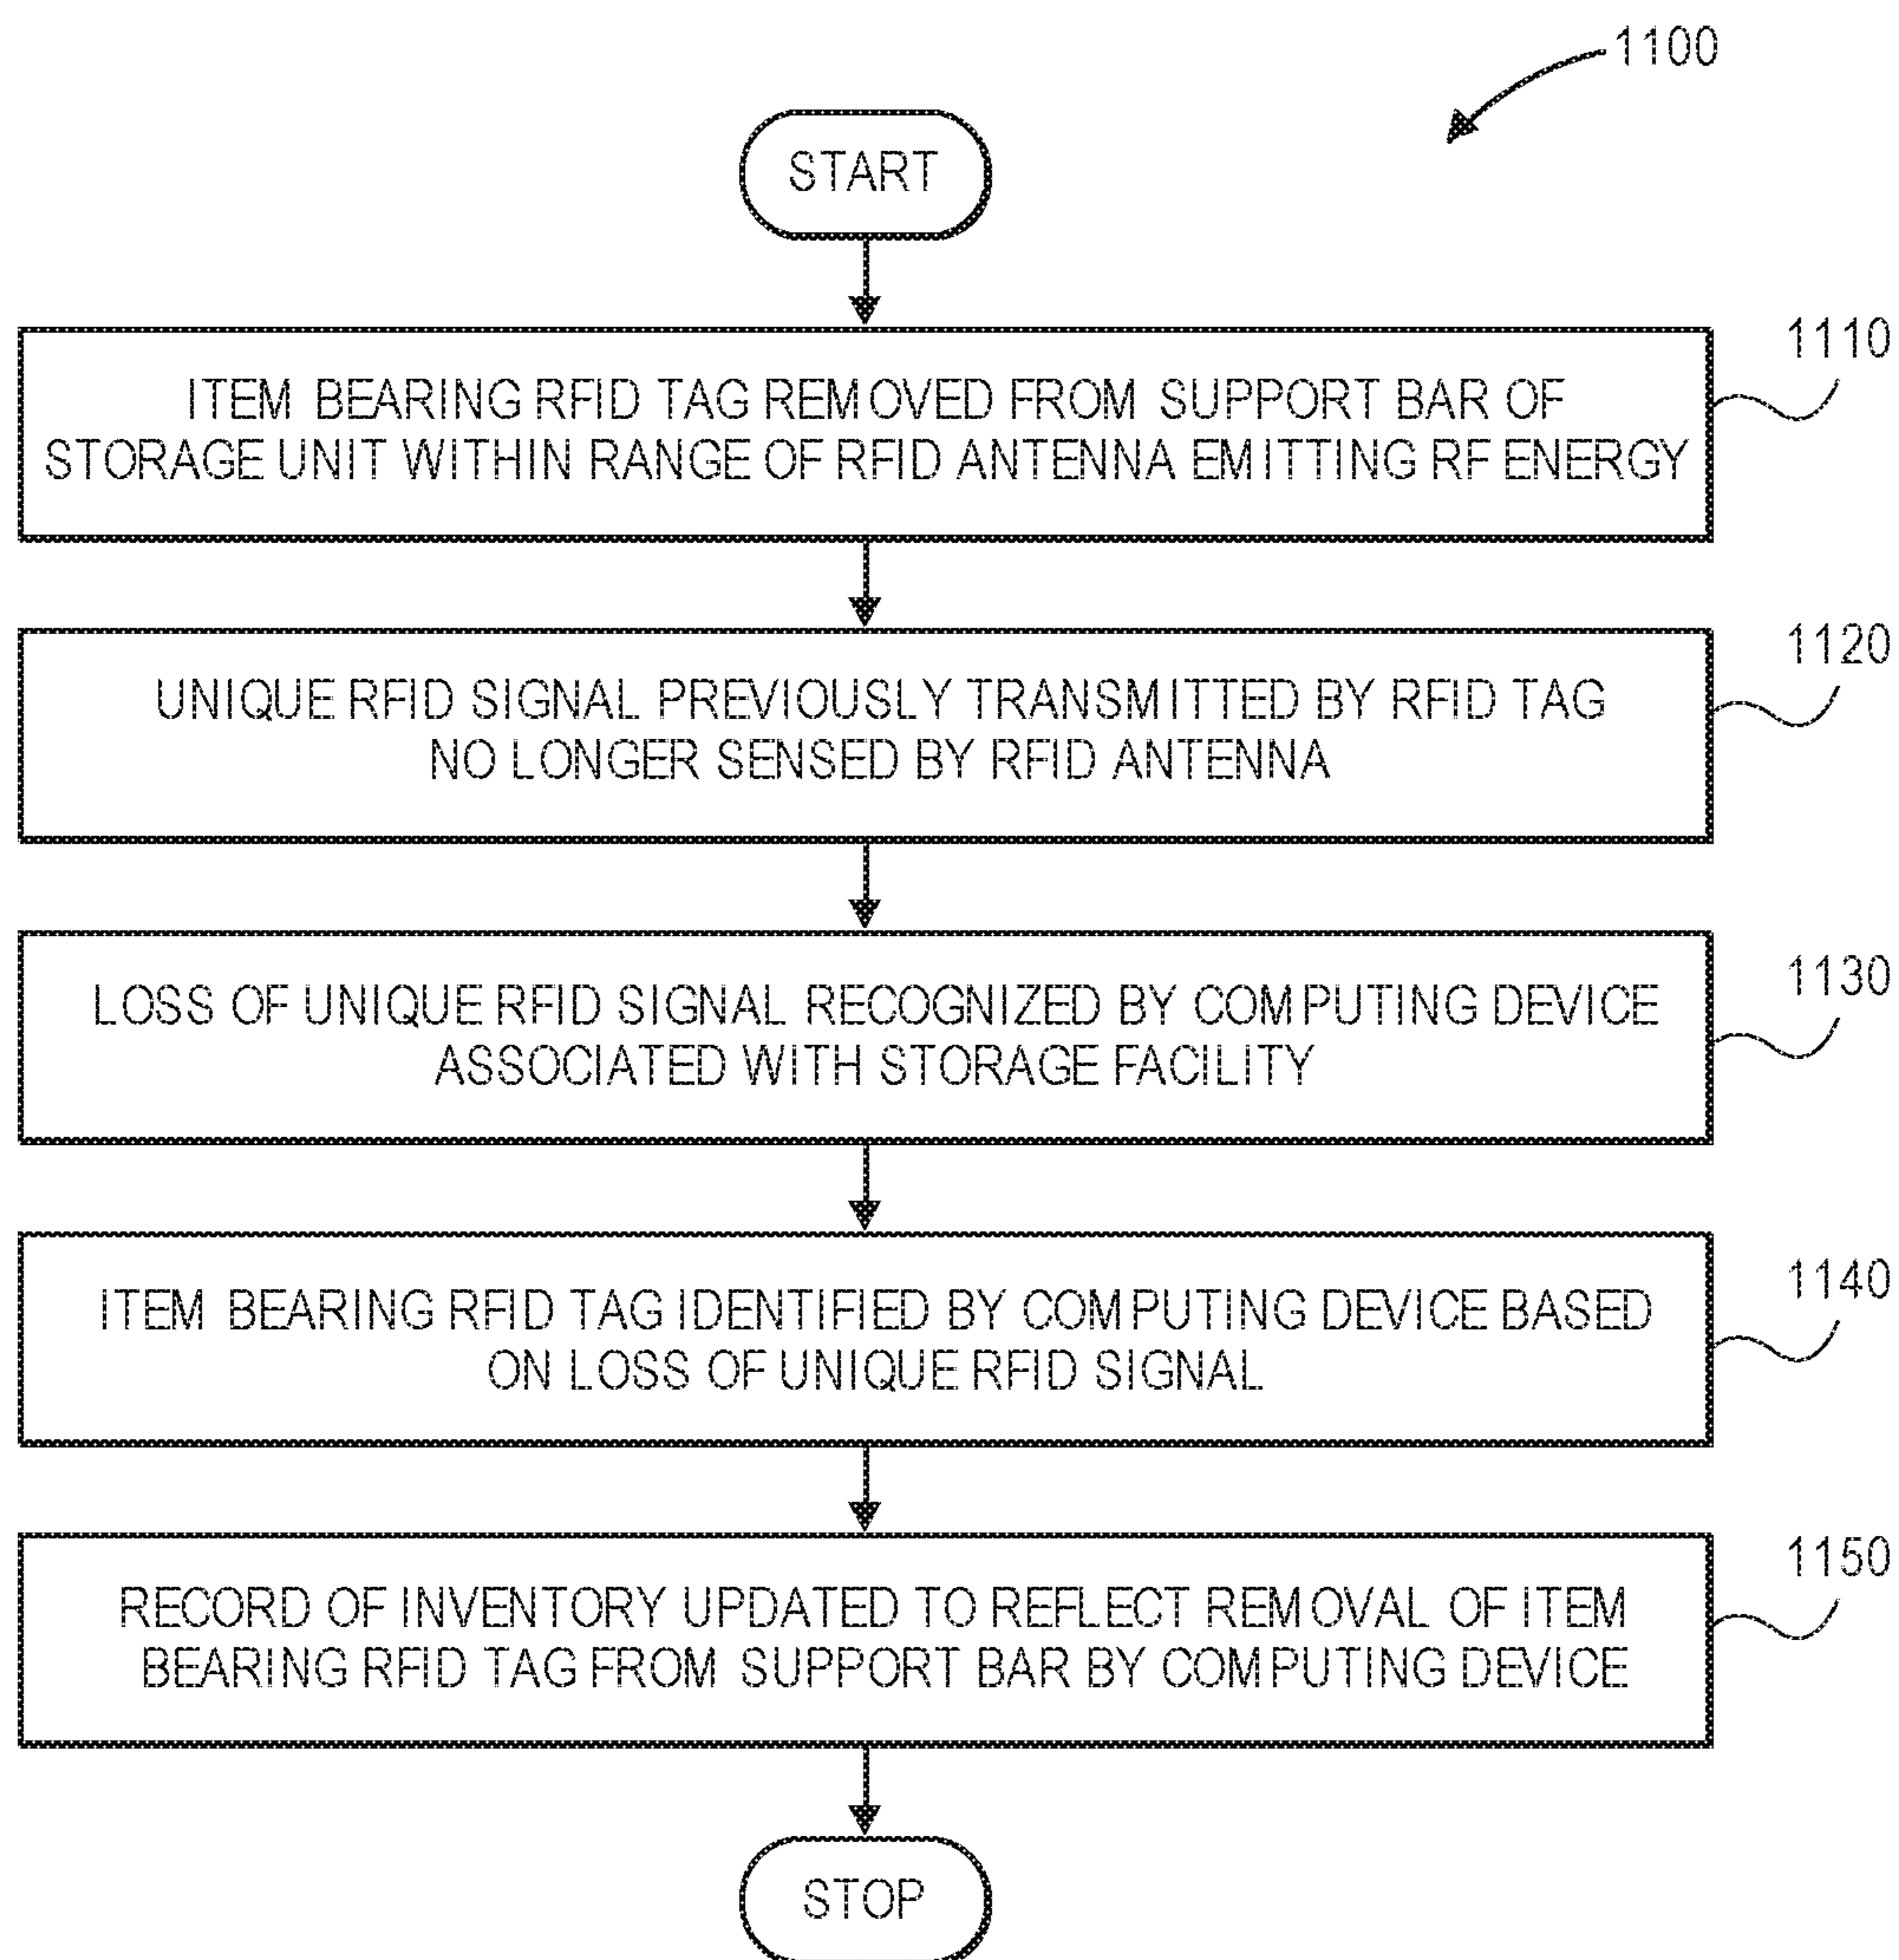 1100
START
1110
ITEM BEARING RFID TAG REMOVED FROM SUPPORT BAR OF
STORAGE UNIT WITHIN RANGE OF RFID ANTENNA EMITTING RF ENERGY
1120
UNIQUE RFID SIGNAL PREVIOUSLY TRANSMITTED BY RFID TAG
NO LONGER SENSED BY RFID ANTENNA
1130
LOSS OF UNIQUE RFID SIGNAL RECOGNIZED BY COMPUTING DEVICE
ASSOCIATED WITH STORAGE FACILITY
1140
ITEM BEARING RFID TAG IDENTIFIED BY COMPUTING DEVICE BASED
ON LOSS OF UNIQUE RFID SIGNAL
1150
RECORD OF INVENTORY UPDATED TO REFLECT REMOVAL OF ITEM
BEARING RFID TAG FROM SUPPORT BAR BY COMPUTING DEVICE
STOP